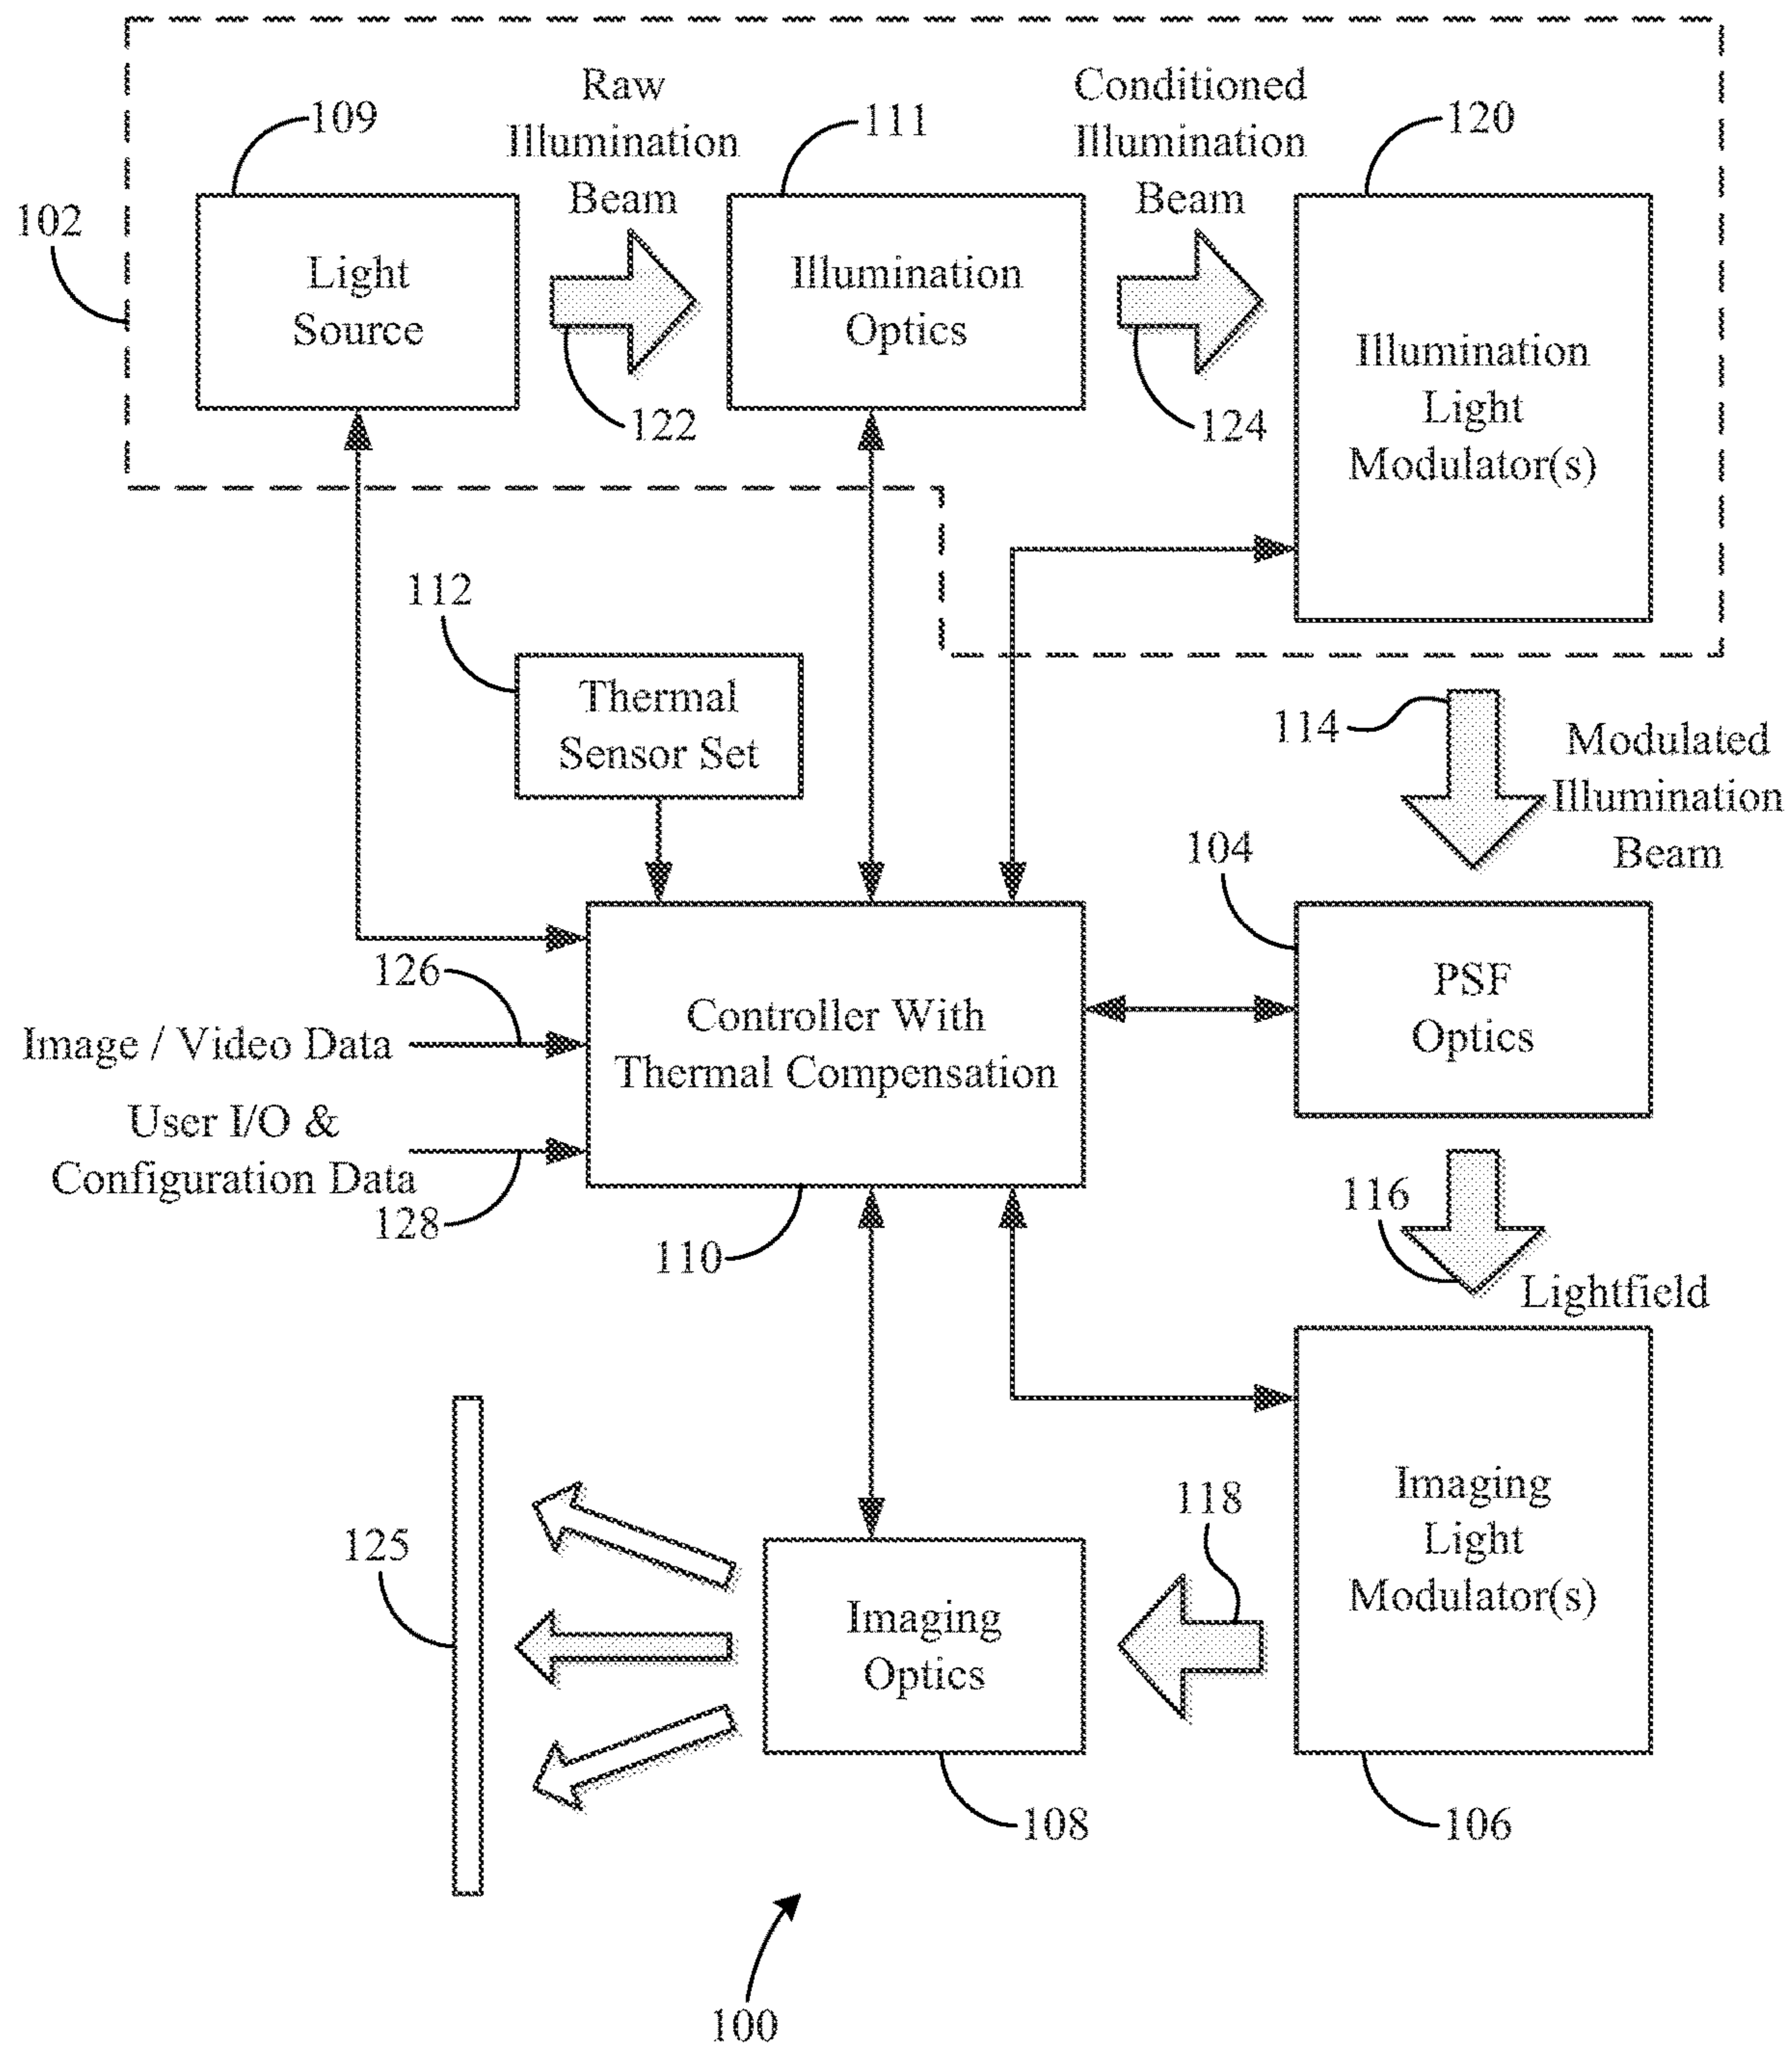 Raw
Illumination
Beam
Conditioned
Illumination
Beam
109
111
120
102
Light
Source
Illumination
Optics
Illumination
Light
Modulator(s)
122
124
112
Thermal
Sensor Set
114
Modulated
Illumination
Beam
104
126
PSF
Optics
Controller With
Thermal Compensation
Image / Video Data
User I/O &
Configuration Data
128
110
116
Lightfield
118
Imaging
Light
Modulator(s)
125
Imaging
Optics
108
106
100